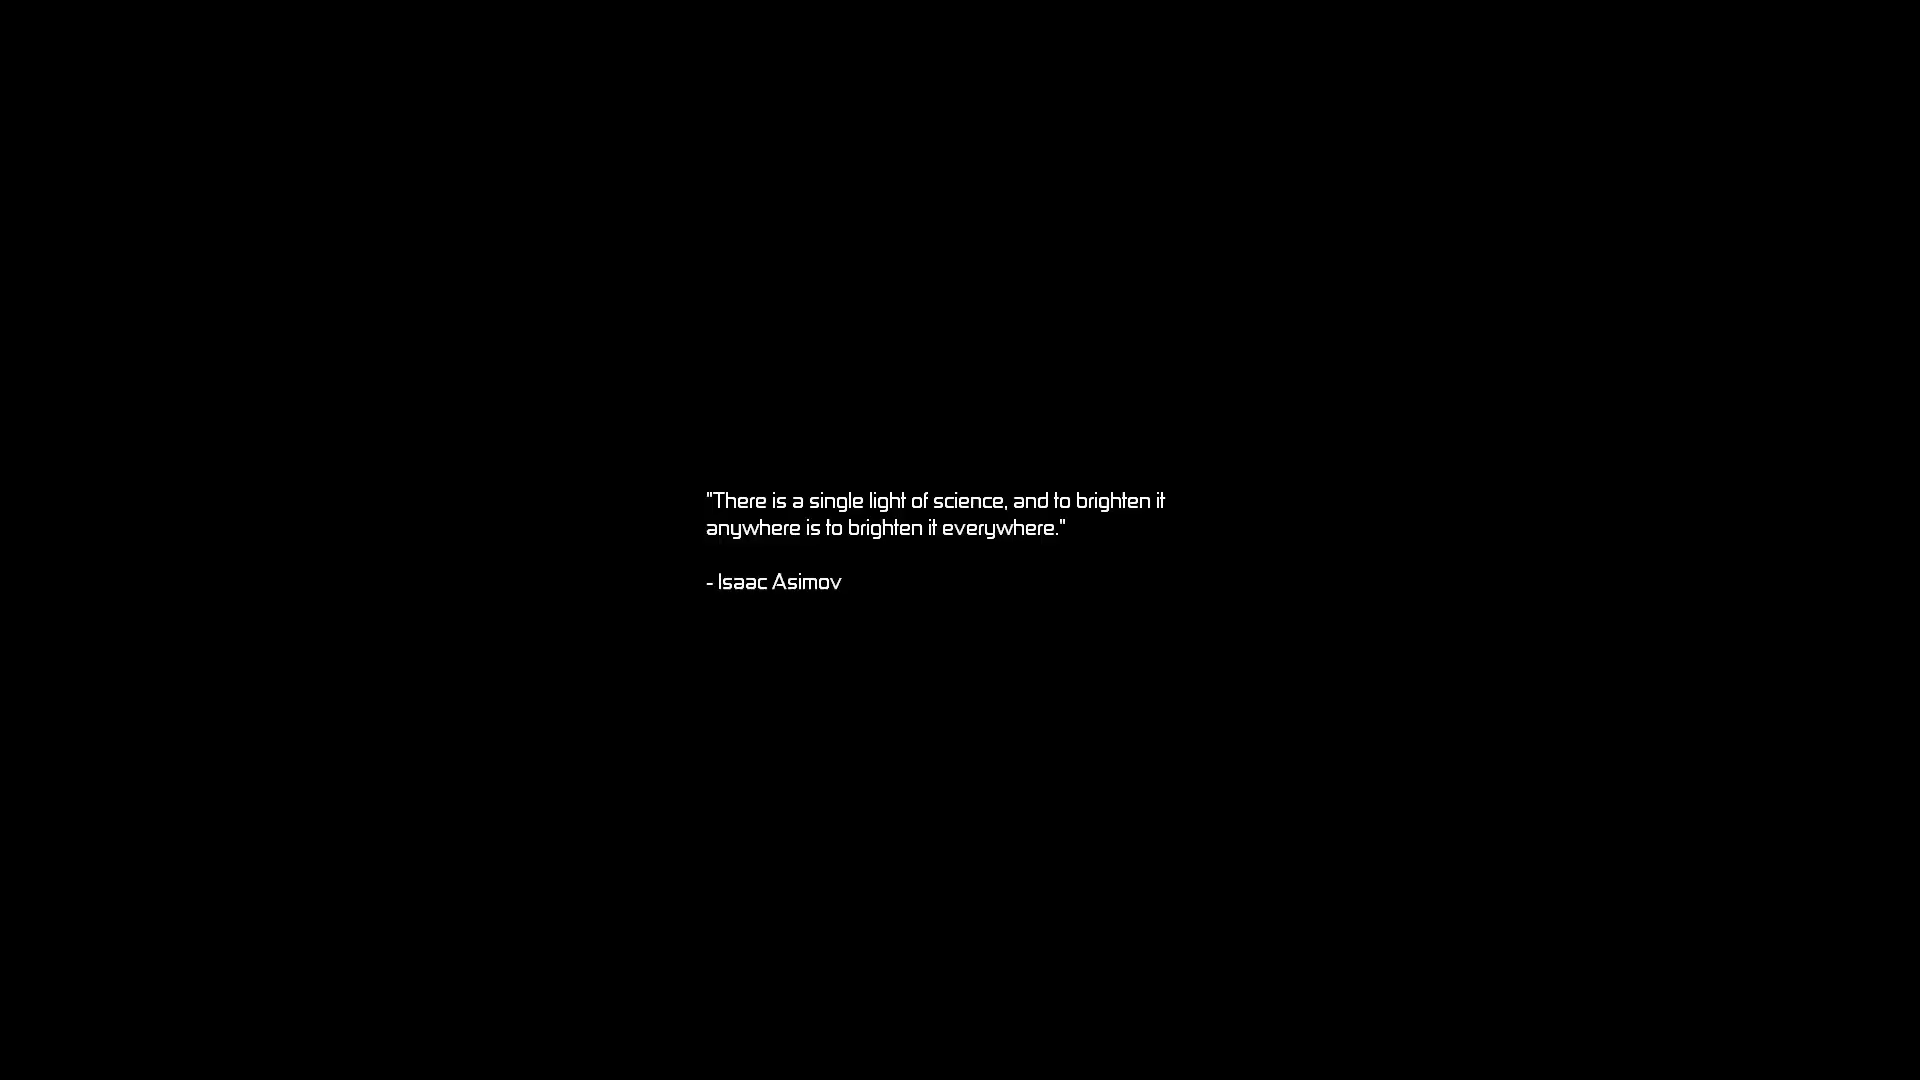 "There is a single light of science, and to brighten it
anywhere is to brighten it everywhere."
- Isaac Asimov